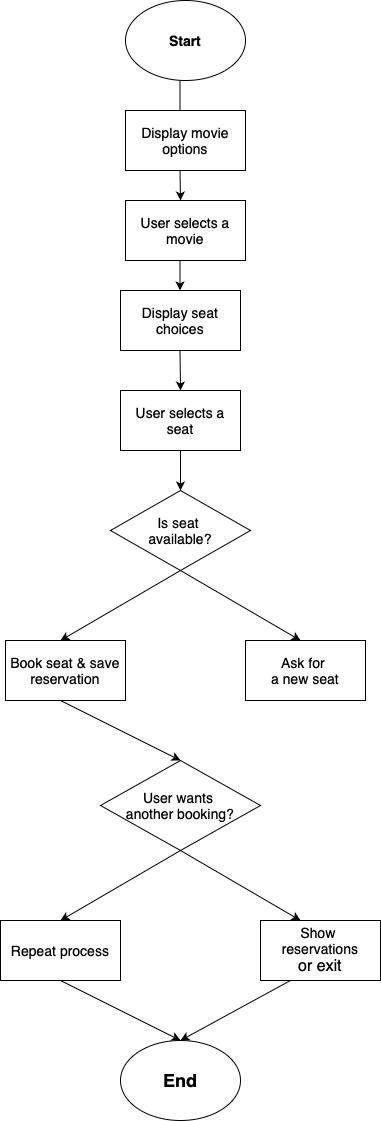 Start
Display movie
options
User selects a
movie
Display seat
choices
User selects a
seat
Is seat
available?
Book seat & save
reservation
Ask for
a new seat
User wants
another booking?
Repeat process
Show
reservations
or exit
End